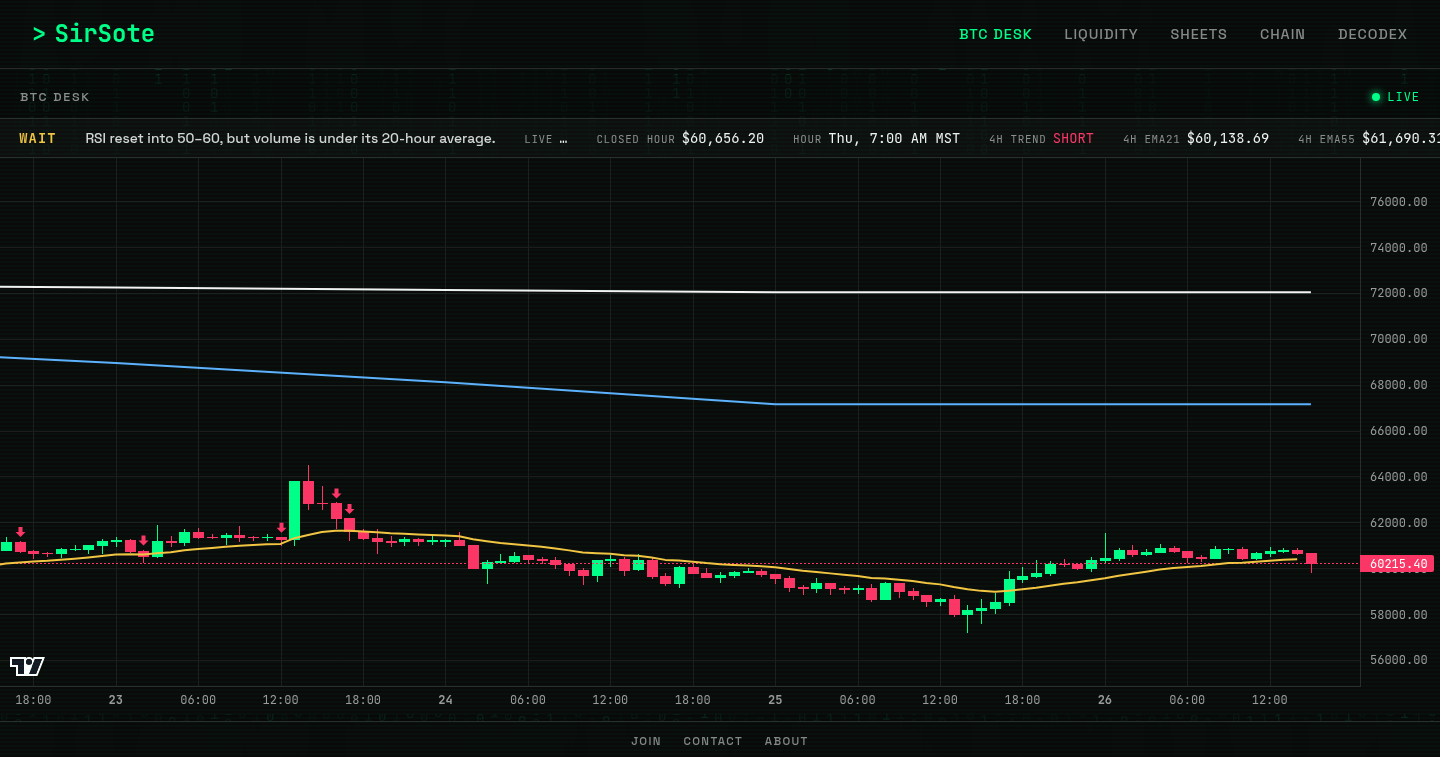 > SirSote
BTC DESK LIQUIDITY SHEETS CHAIN DECODEX
BTC DESK LIVE
WAIT RSI reset into 50–60, but volume is under its 20-hour average. LIVE … CLOSED HOUR $60,656.20 HOUR Thu, 7:00 AM MST 4H TREND SHORT 4H EMA21 $60,138.69 4H EMA55 $61,690.31
76000.00
74000.00
72000.00
70000.00
68000.00
66000.00
64000.00
62000.00
60215.40
58000.00
56000.00
18:00 23 06:00 12:00 18:00 24 06:00 12:00 18:00 25 06:00 12:00 18:00 26 06:00 12:00
JOIN CONTACT ABOUT